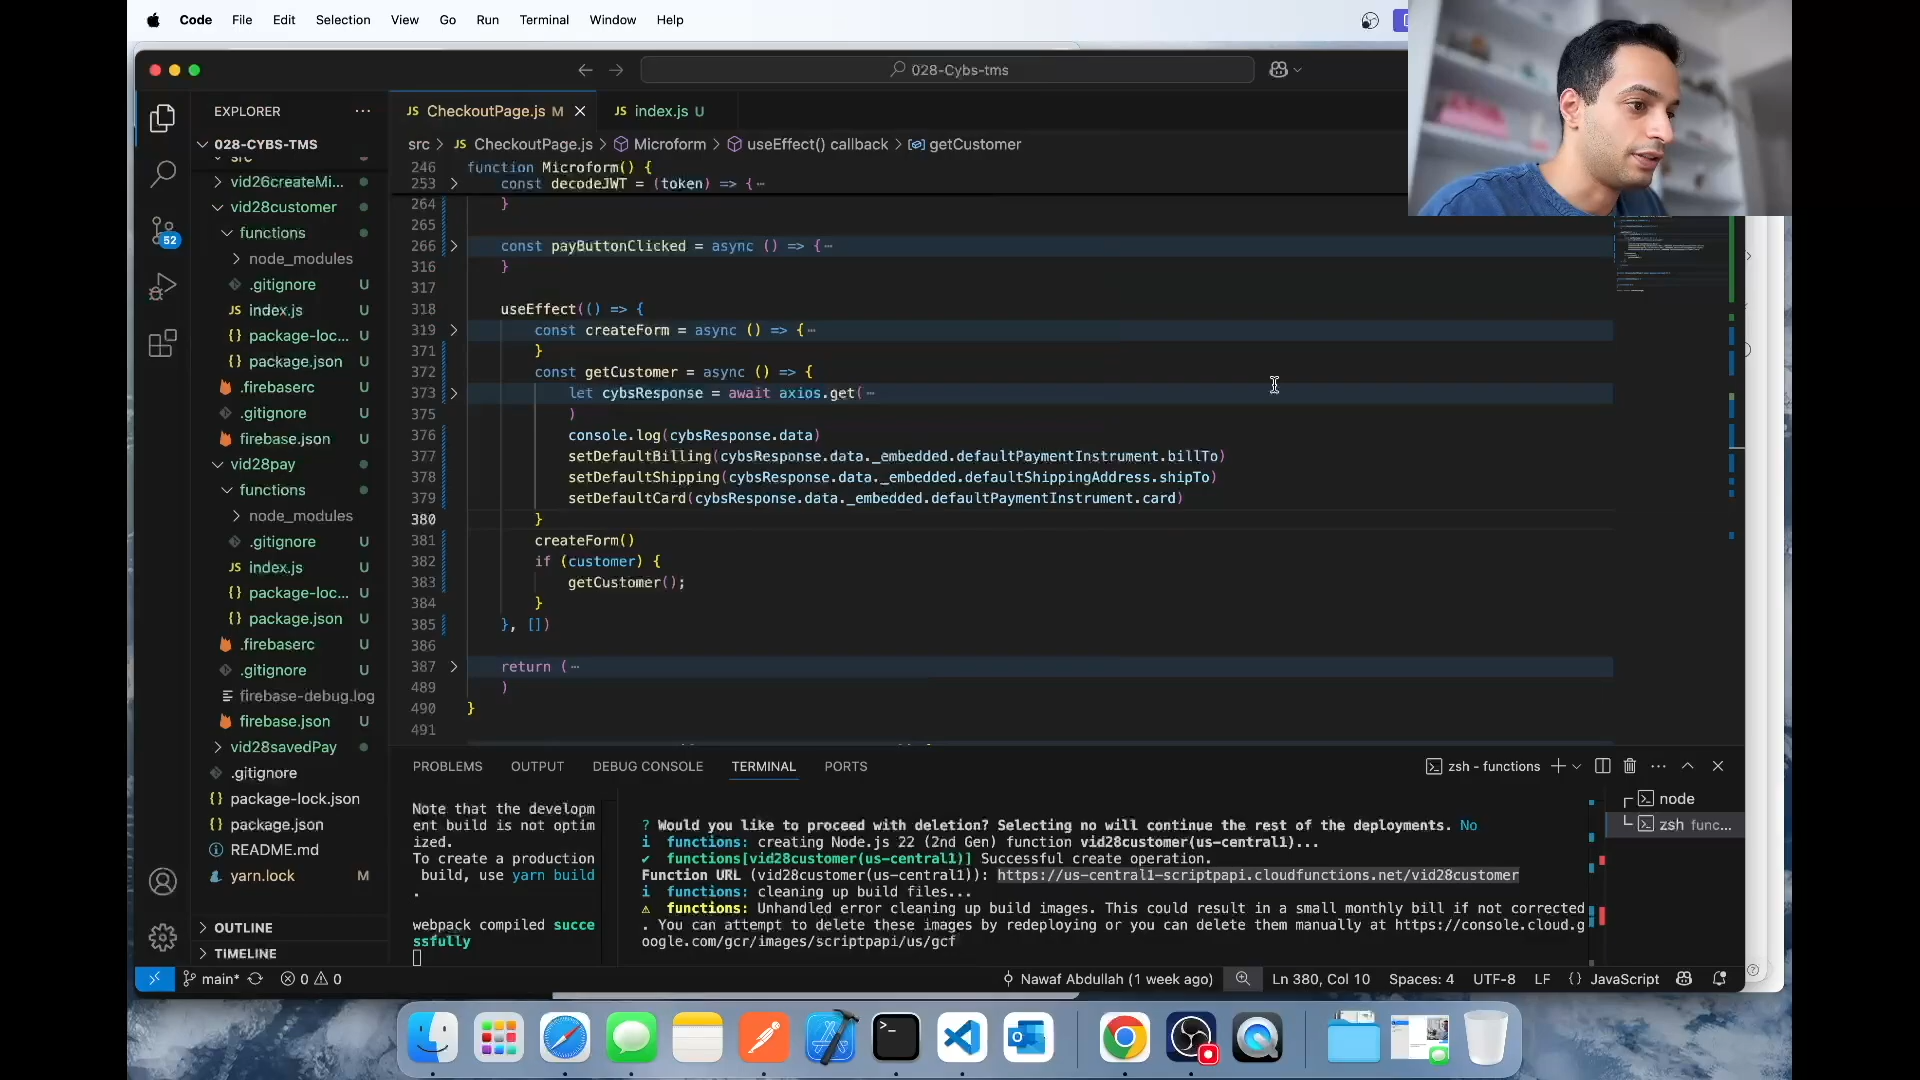 Code File Edit Selection View Go Run Terminal Window Help
028-Cybs-tms
EXPLORER
028-CYBS-TMS
src
vid26createMi...
vid28customer
functions
node_modules
.gitignore U
JS index.js U
{} package-loc... U
{} package.json U
.firebaserc U
.gitignore U
firebase.json U
vid28pay
functions
node_modules
.gitignore U
JS index.js U
{} package-loc... U
{} package.json U
.firebaserc U
.gitignore U
firebase-debug.log
firebase.json U
vid28savedPay
.gitignore
{} package-lock.json
{} package.json
README.md
yarn.lock M
OUTLINE
TIMELINE
52
JS CheckoutPage.js M
JS index.js U
src > JS CheckoutPage.js > Microform > useEffect() callback > getCustomer
246 function Microform() {
253 const decodeJWT = (token) => {⋯
264 }
265
266 const payButtonClicked = async () => {⋯
316 }
317
318 useEffect(() => {
319 const createForm = async () => {⋯
371 }
372 const getCustomer = async () => {
373 let cybsResponse = await axios.get(⋯
375 )
376 console.log(cybsResponse.data)
377 setDefaultBilling(cybsResponse.data._embedded.defaultPaymentInstrument.billTo)
378 setDefaultShipping(cybsResponse.data._embedded.defaultShippingAddress.shipTo)
379 setDefaultCard(cybsResponse.data._embedded.defaultPaymentInstrument.card)
380 }
381 createForm()
382 if (customer) {
383 getCustomer();
384 }
385 }, [])
386
387 return (⋯
489 )
490 }
491
PROBLEMS OUTPUT DEBUG CONSOLE TERMINAL PORTS
zsh - functions
Note that the developm
ent build is not optim
ized.
To create a production
build, use yarn build
.
webpack compiled succe
ssfully
? Would you like to proceed with deletion? Selecting no will continue the rest of the deployments. No
i functions: creating Node.js 22 (2nd Gen) function vid28customer(us-central1)...
✔ functions[vid28customer(us-central1)] Successful create operation.
Function URL (vid28customer(us-central1)): https://us-central1-scriptpapi.cloudfunctions.net/vid28customer
i functions: cleaning up build files...
⚠ functions: Unhandled error cleaning up build images. This could result in a small monthly bill if not corrected
. You can attempt to delete these images by redeploying or you can delete them manually at https://console.cloud.g
oogle.com/gcr/images/scriptpapi/us/gcf
node
zsh func...
main* 0 0
Nawaf Abdullah (1 week ago) Ln 380, Col 10 Spaces: 4 UTF-8 LF {} JavaScript